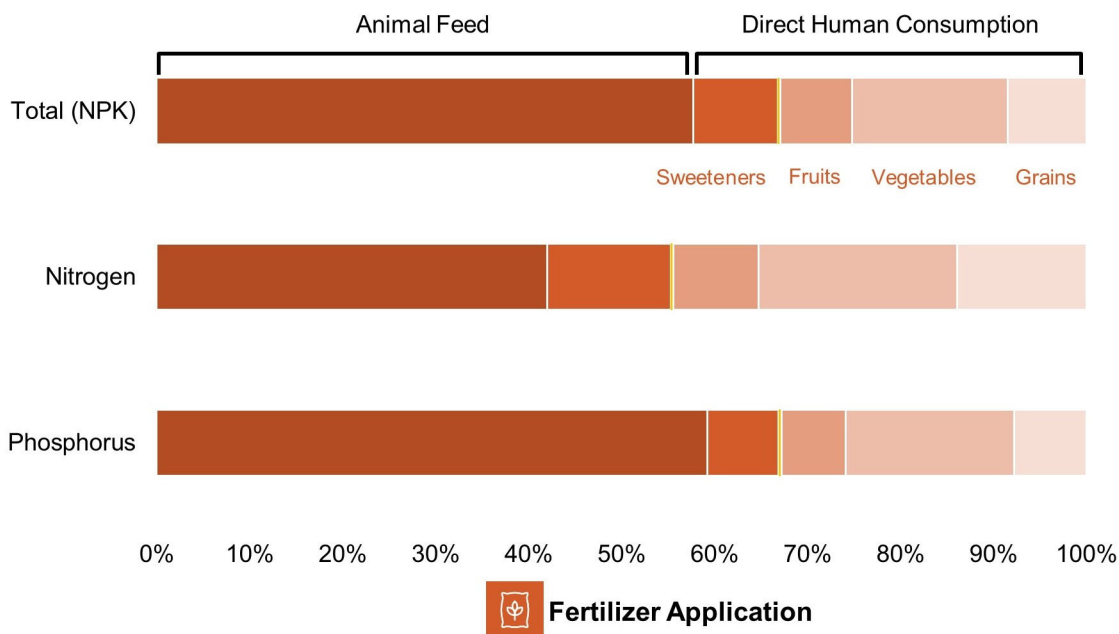 Animal Feed
Direct Human Consumption
Total (NPK)
Sweeteners
Fruits
Vegetables
Grains
Nitrogen
Phosphorus
0% 10% 20% 30% 40% 50% 60% 70% 80% 90% 100%
Fertilizer Application